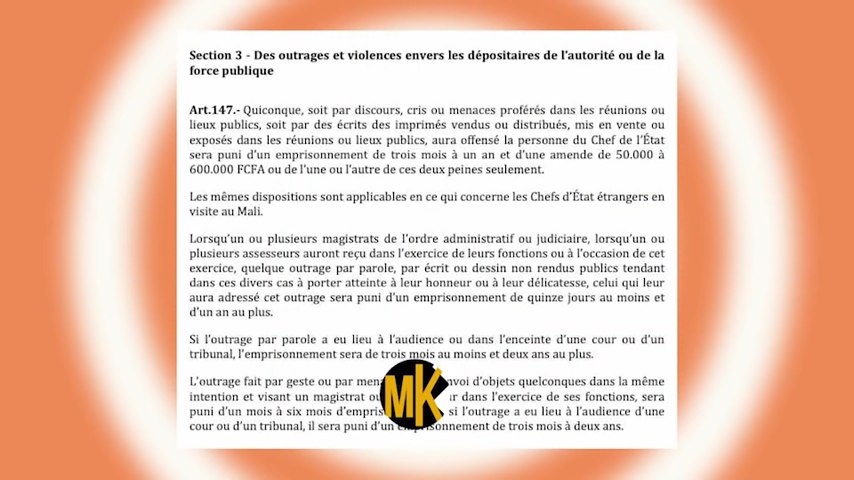 Section 3 - Des outrages et violences envers les dépositaires de l'autorité ou de la
force publique
Art.147.- Quiconque, soit par discours, cris ou menaces proférés dans les réunions ou
lieux publics, soit par des écrits des imprimés vendus ou distribués, mis en vente ou
exposés dans les réunions ou lieux publics, aura offensé la personne du Chef de l'État
sera puni d'un emprisonnement de trois mois à un an et d'une amende de 50.000 à
600.000 FCFA ou de l'une ou l'autre de ces deux peines seulement.
Les mêmes dispositions sont applicables en ce qui concerne les Chefs d'État étrangers en
visite au Mali.
Lorsqu'un ou plusieurs magistrats de l'ordre administratif ou judiciaire, lorsqu'un ou
plusieurs assesseurs auront reçu dans l'exercice de leurs fonctions ou à l'occasion de cet
exercice, quelque outrage par parole, par écrit ou dessin non rendus publics tendant
dans ces divers cas à porter atteinte à leur honneur ou à leur délicatesse, celui qui leur
aura adressé cet outrage sera puni d'un emprisonnement de quinze jours au moins et
d'un an au plus.
Si l'outrage par parole a eu lieu à l'audience ou dans l'enceinte d'une cour ou d'un
tribunal, l'emprisonnement sera de trois mois au moins et deux ans au plus.
L'outrage fait par geste ou par d'objets quelconques dans la même
intention et visant un magistrat dans l'exercice de ses fonctions, sera
puni d'un mois à six mois si l'outrage a eu lieu à l'audience d'une
cour ou d'un tribunal, il sera puni d'un emprisonnement de trois mois à deux ans.
MK